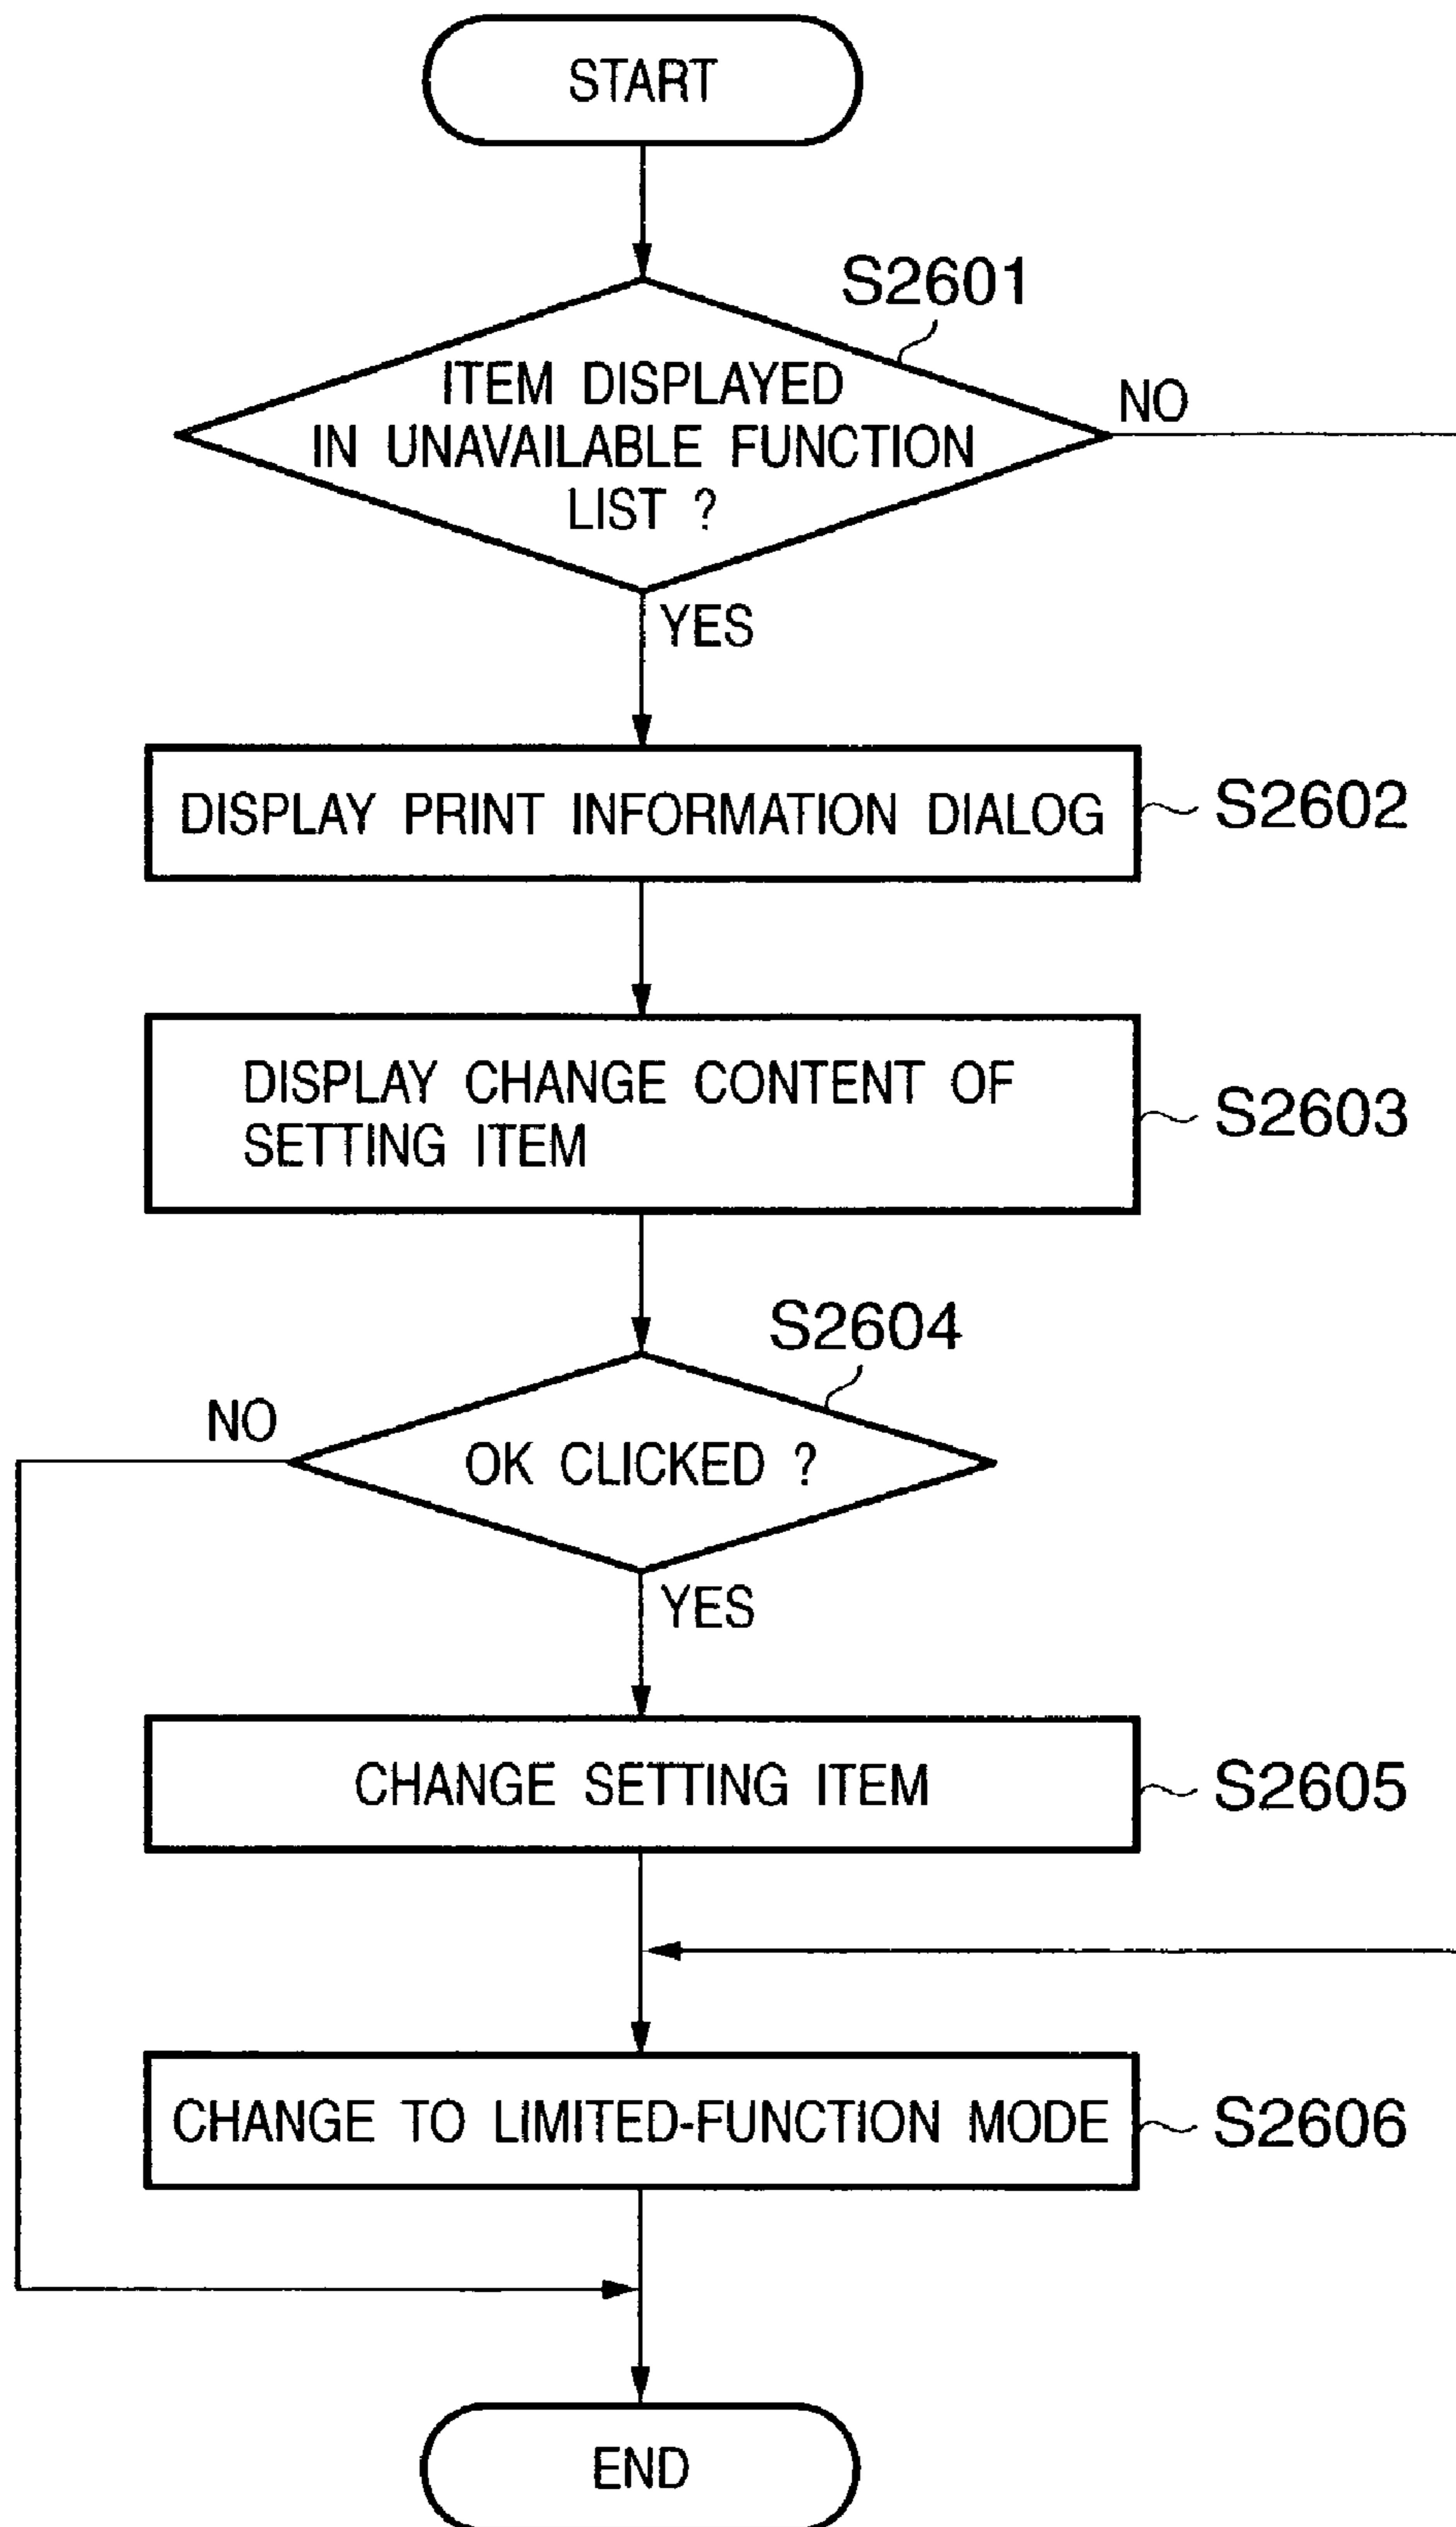 START
S2601
ITEM DISPLAYED
IN UNAVAILABLE FUNCTION
LIST ?
NO
YES
DISPLAY PRINT INFORMATION DIALOG
S2602
DISPLAY CHANGE CONTENT OF
SETTING ITEM
S2603
S2604
NO
OK CLICKED ?
YES
CHANGE SETTING ITEM
S2605
CHANGE TO LIMITED-FUNCTION MODE
S2606
END